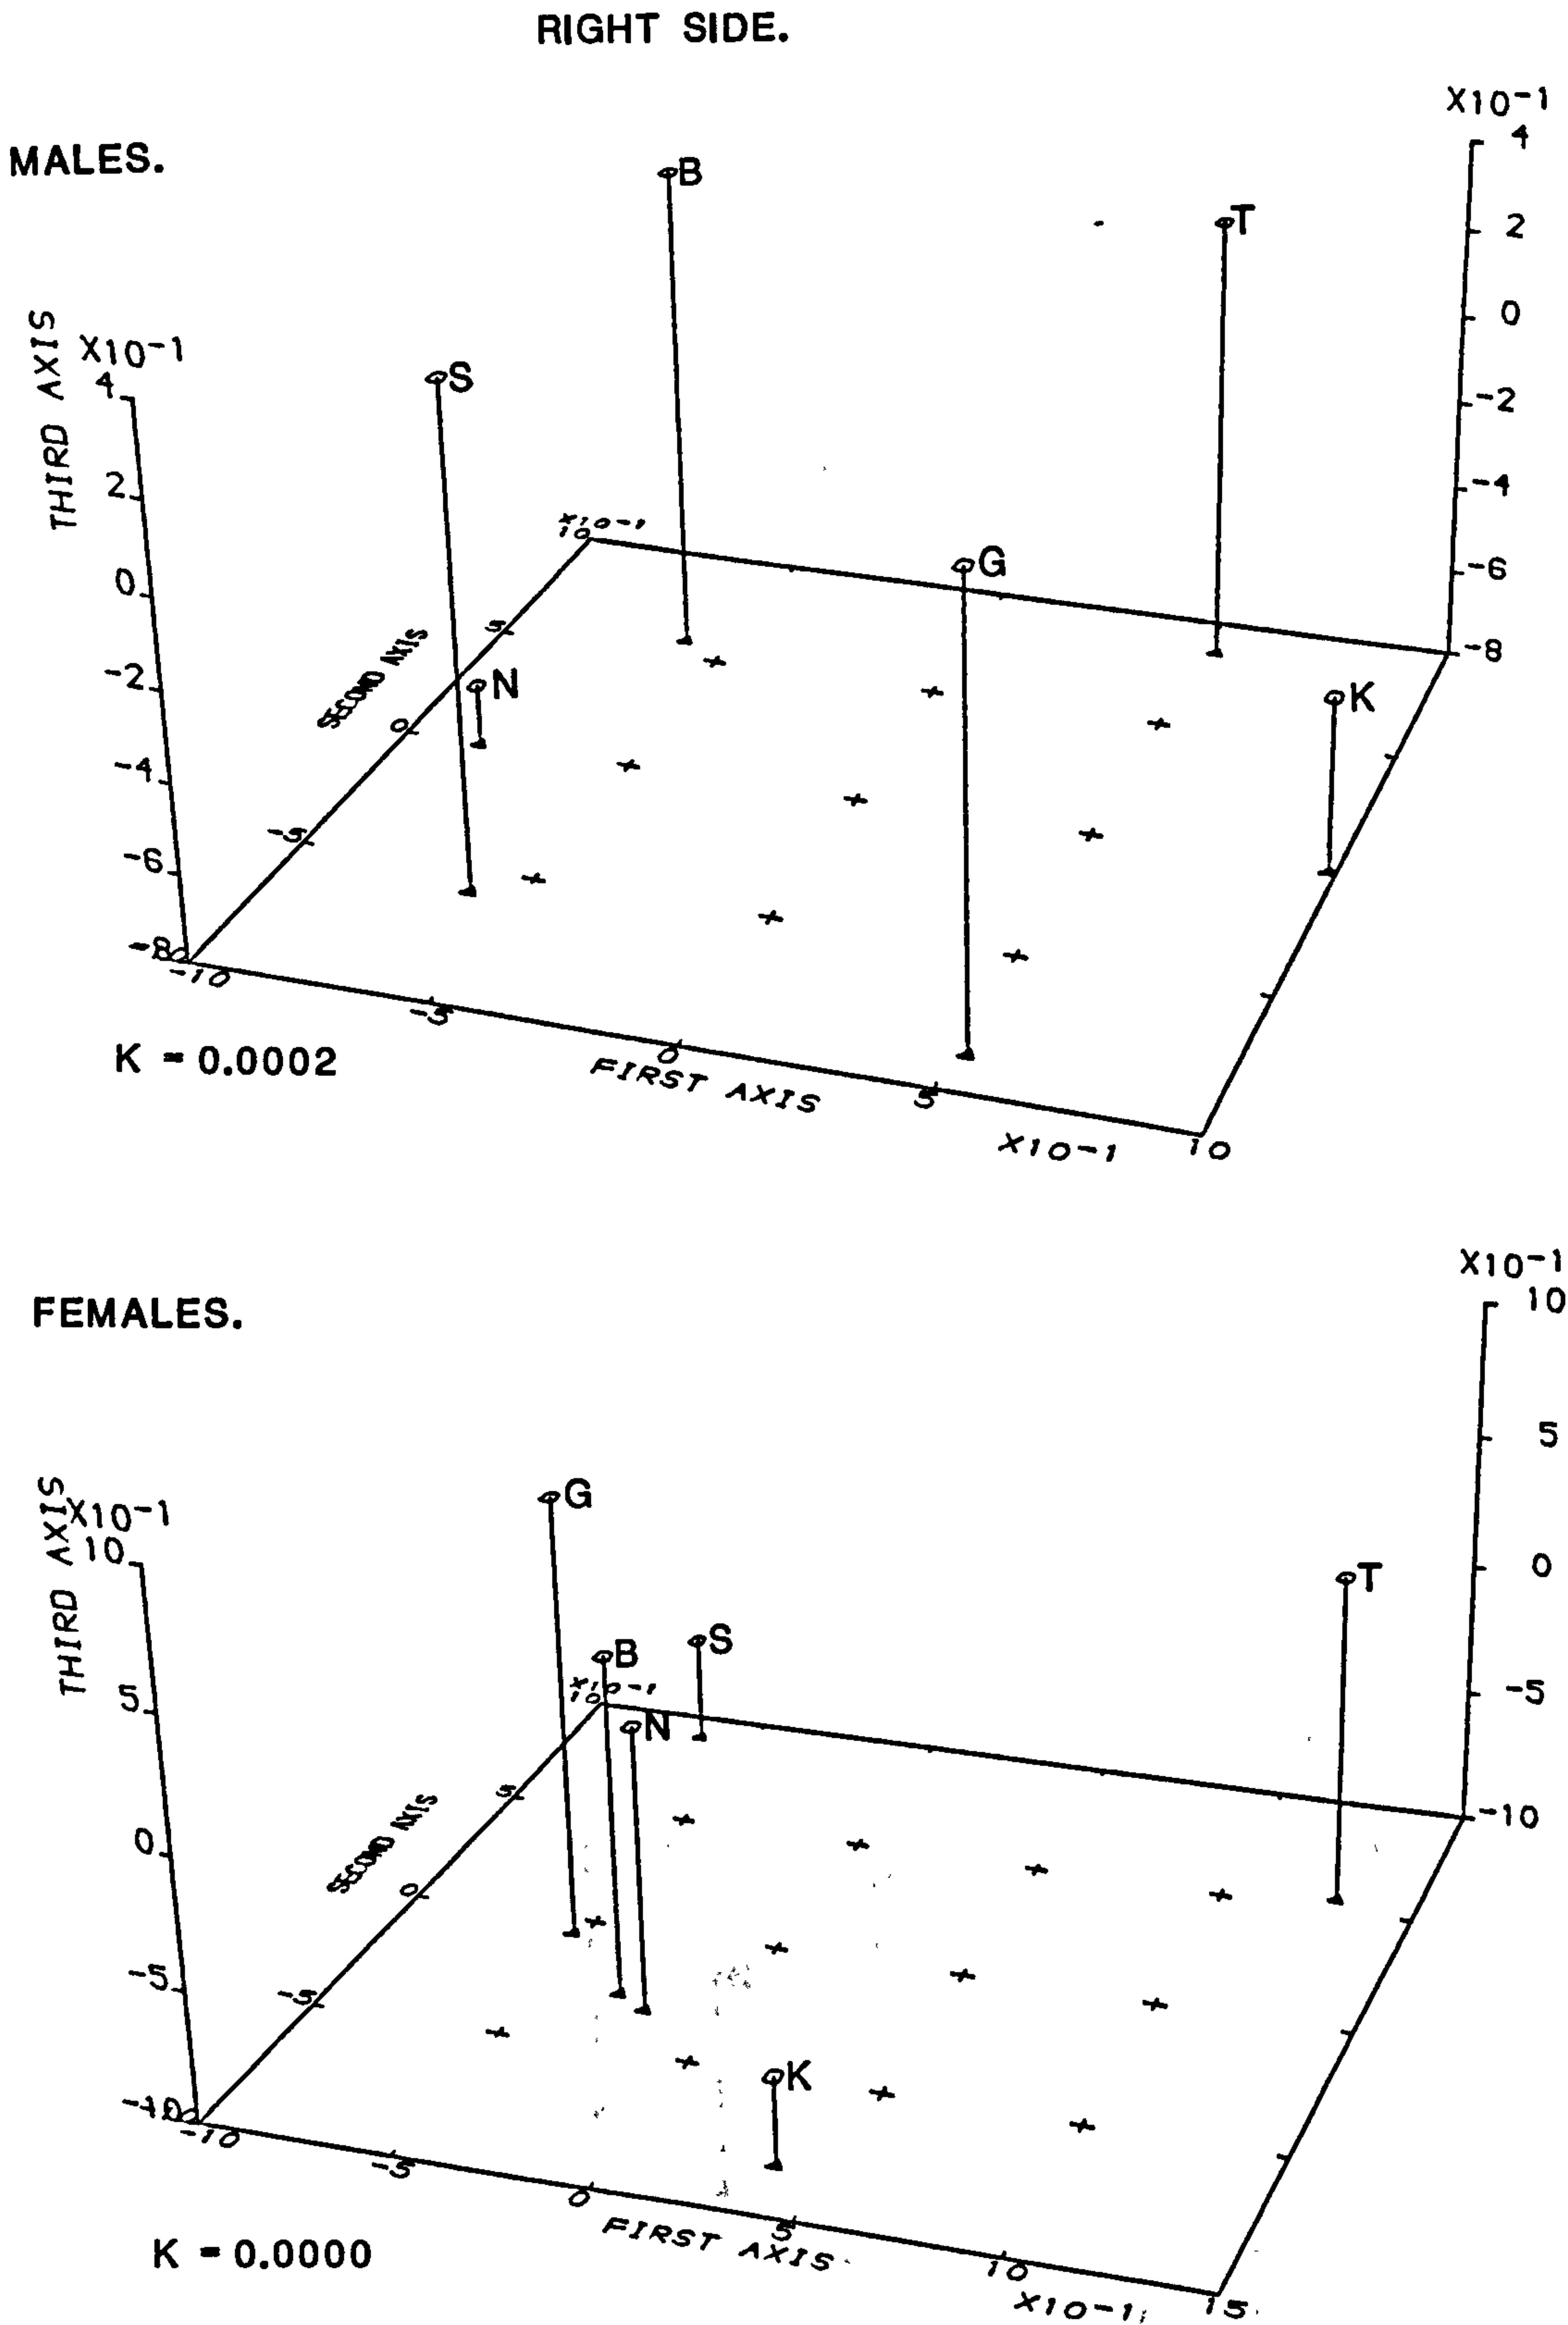 RIGHT SIDE.
MALES.
X10-1
4
2
0
-2
-4
-6
-8
B
T
S
N
G
K
THIRD AXIS
X10-1
4
2
0
-2
-4
-6
-8
X10-1
10
5
0
-5
SECOND AXIS
-10
-5
0
5
10
FIRST AXIS
X10-1
K = 0.0002
FEMALES.
X10-1
10
5
0
-5
-10
G
T
B
S
N
K
THIRD AXIS
X10-1
10
5
0
-5
-10
X10-1
10
5
0
-5
SECOND AXIS
-10
-5
0
5
10
15
FIRST AXIS
X10-1
K = 0.0000